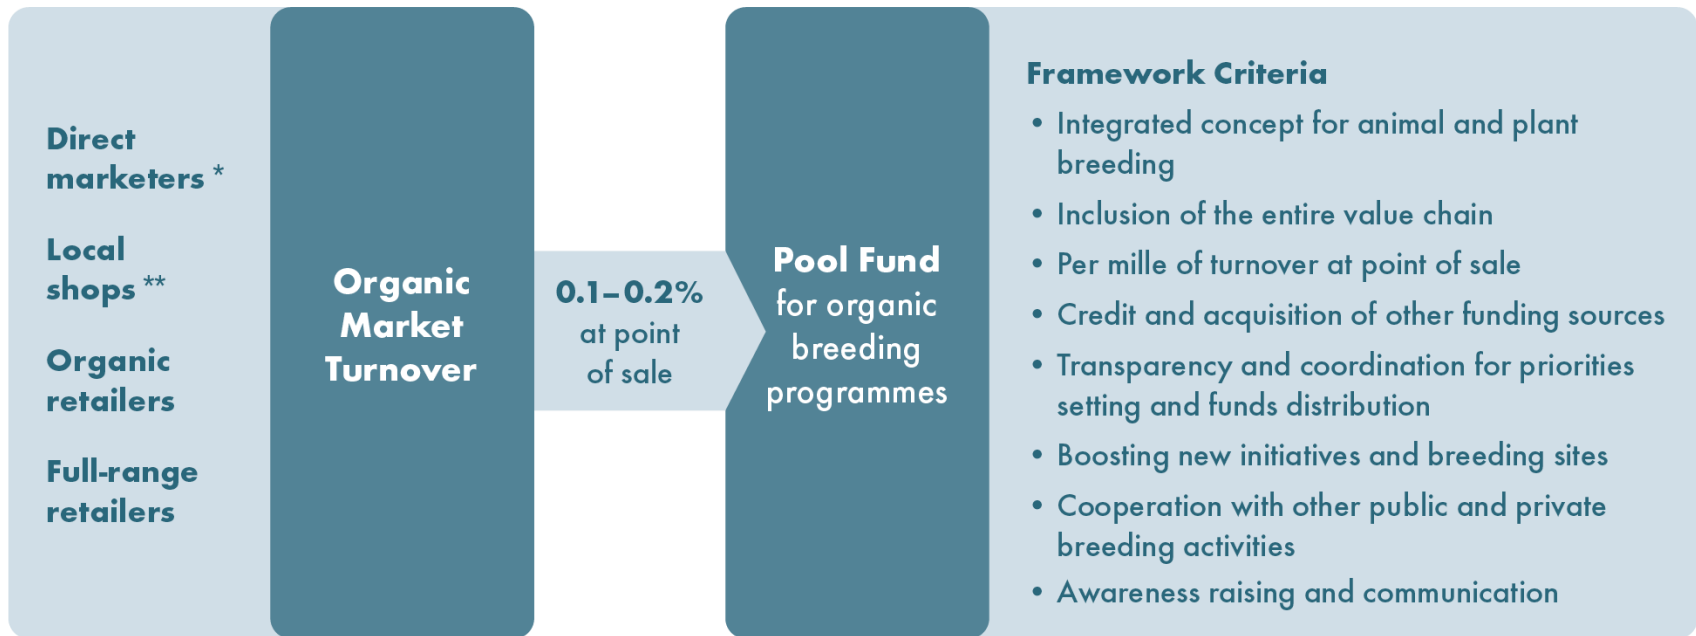 Direct
marketers *
Local
shops **
Organic
retailers
Full-range
retailers
Organic
Market
Turnover
0.1–0.2%
at point
of sale
Pool Fund
for organic
breeding
programmes
Framework Criteria
• Integrated concept for animal and plant
breeding
• Inclusion of the entire value chain
• Per mille of turnover at point of sale
• Credit and acquisition of other funding sources
• Transparency and coordination for priorities
setting and funds distribution
• Boosting new initiatives and breeding sites
• Cooperation with other public and private
breeding activities
• Awareness raising and communication